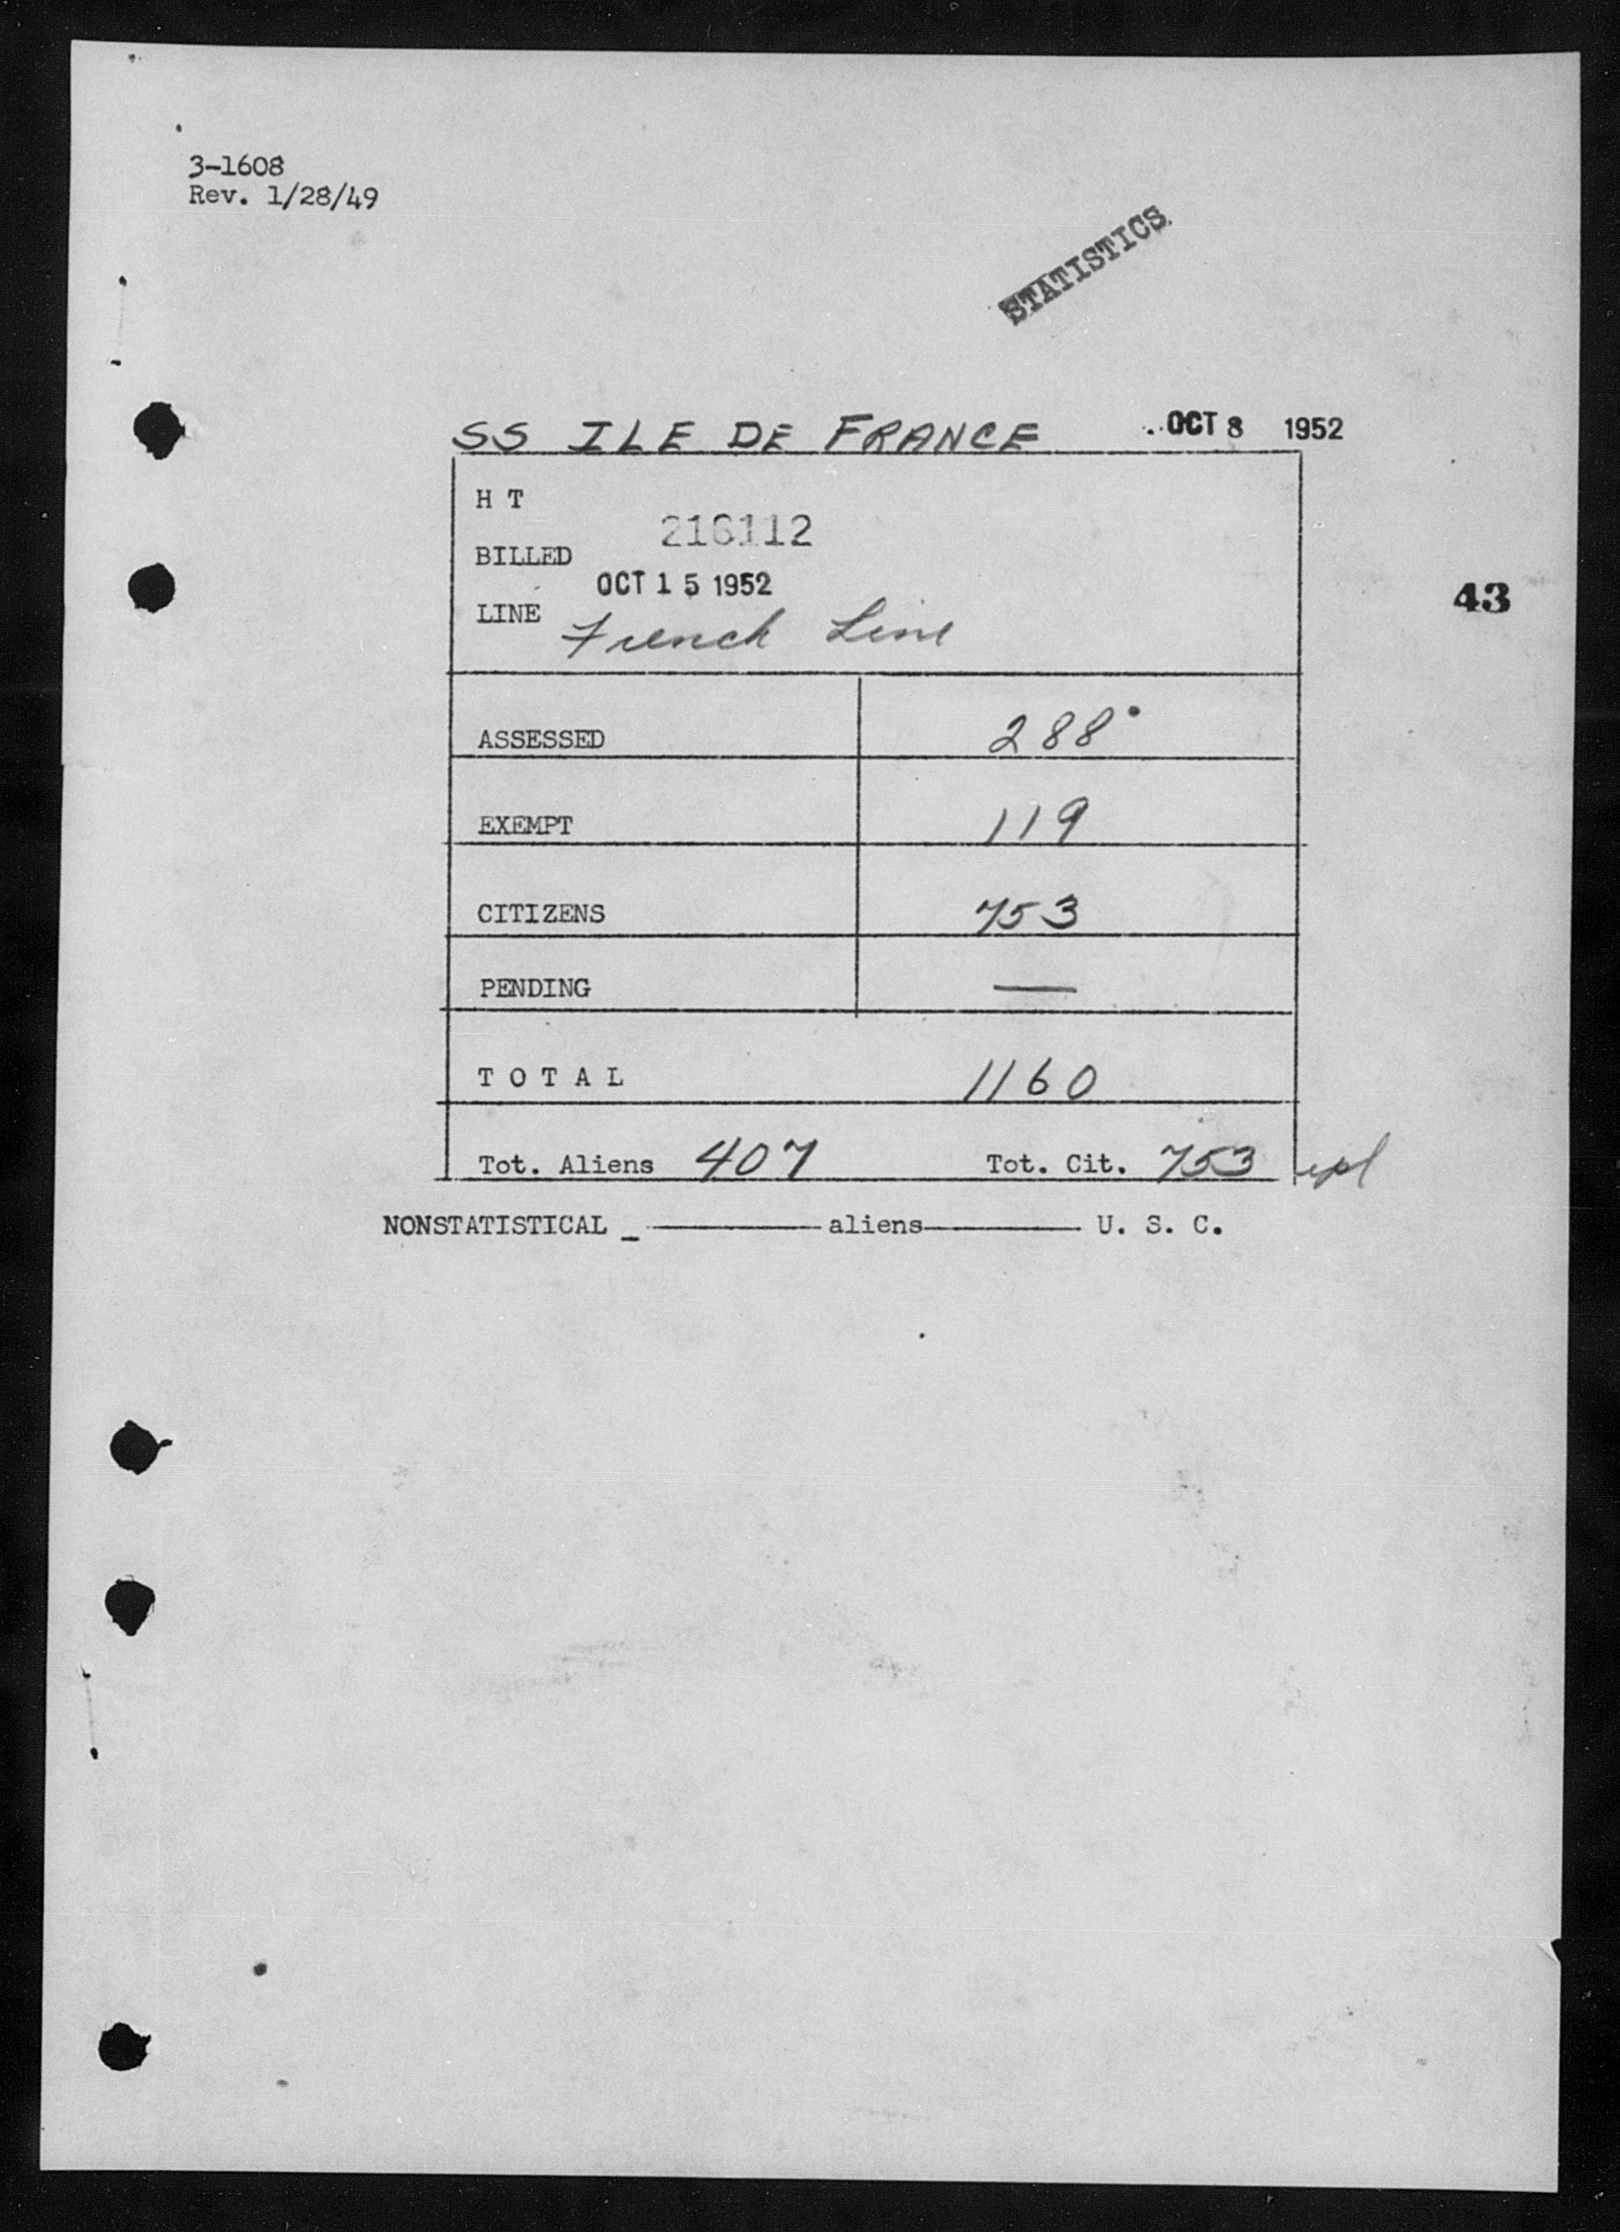 3-1608
Rev. 1/28/49
STATISTICS
SS ILE DE FRANCE OCT 8 1952
H T
216112
BILLED
OCT 15 1952
LINE French Line
43
ASSESSED 288
EXEMPT 119
CITIZENS 753
PENDING —
T O T A L 1160
Tot. Aliens 407 Tot. Cit. 753
NONSTATISTICAL _ ————— aliens ————— U. S. C.